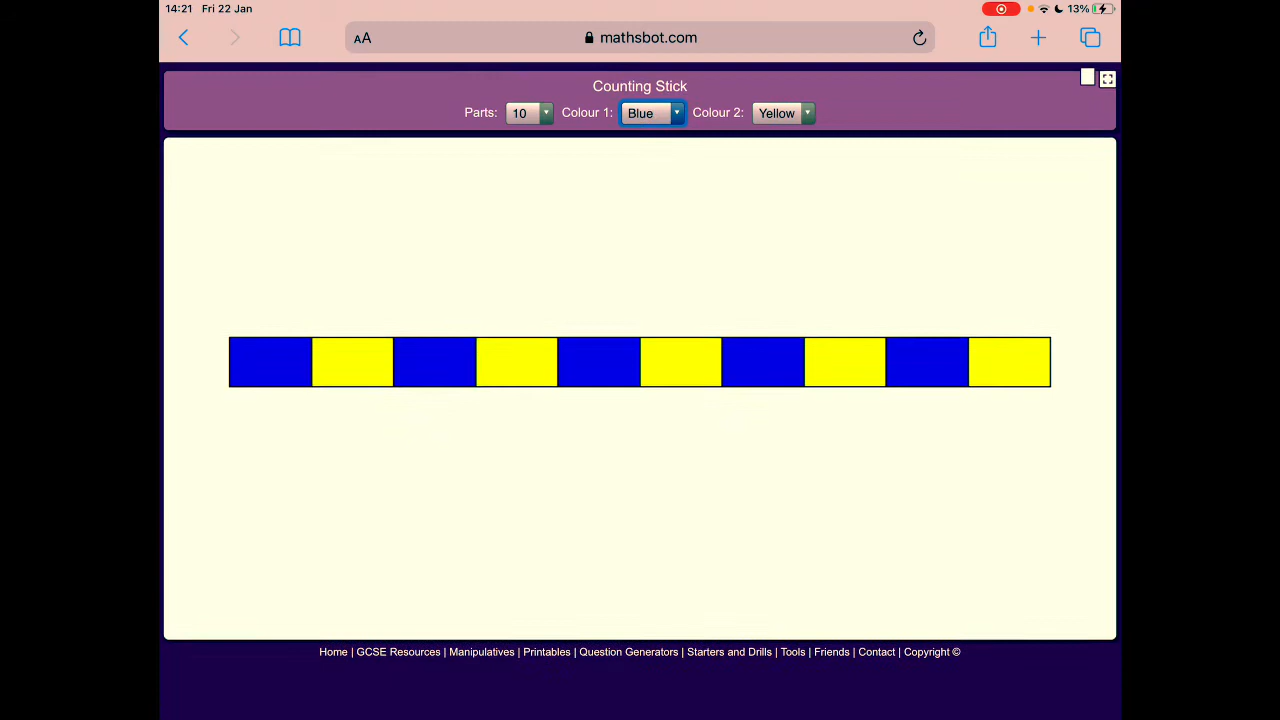 14:21 Fri 22 Jan 13%
AA mathsbot.com
Counting Stick
Parts: 10 Colour 1: Blue Colour 2: Yellow
Home | GCSE Resources | Manipulatives | Printables | Question Generators | Starters and Drills | Tools | Friends | Contact | Copyright ©